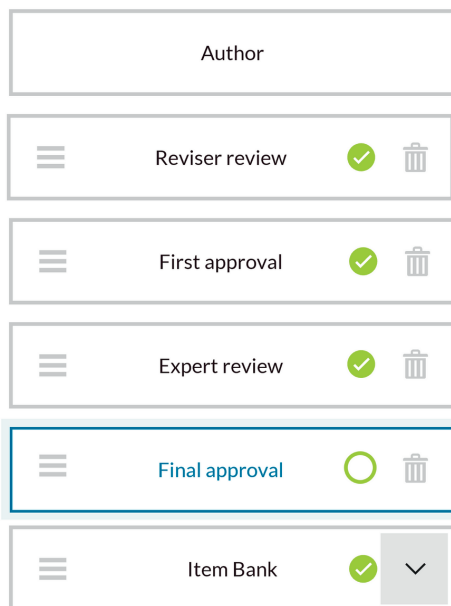 Author
Reviser review
First approval
Expert review
Final approval
Item Bank